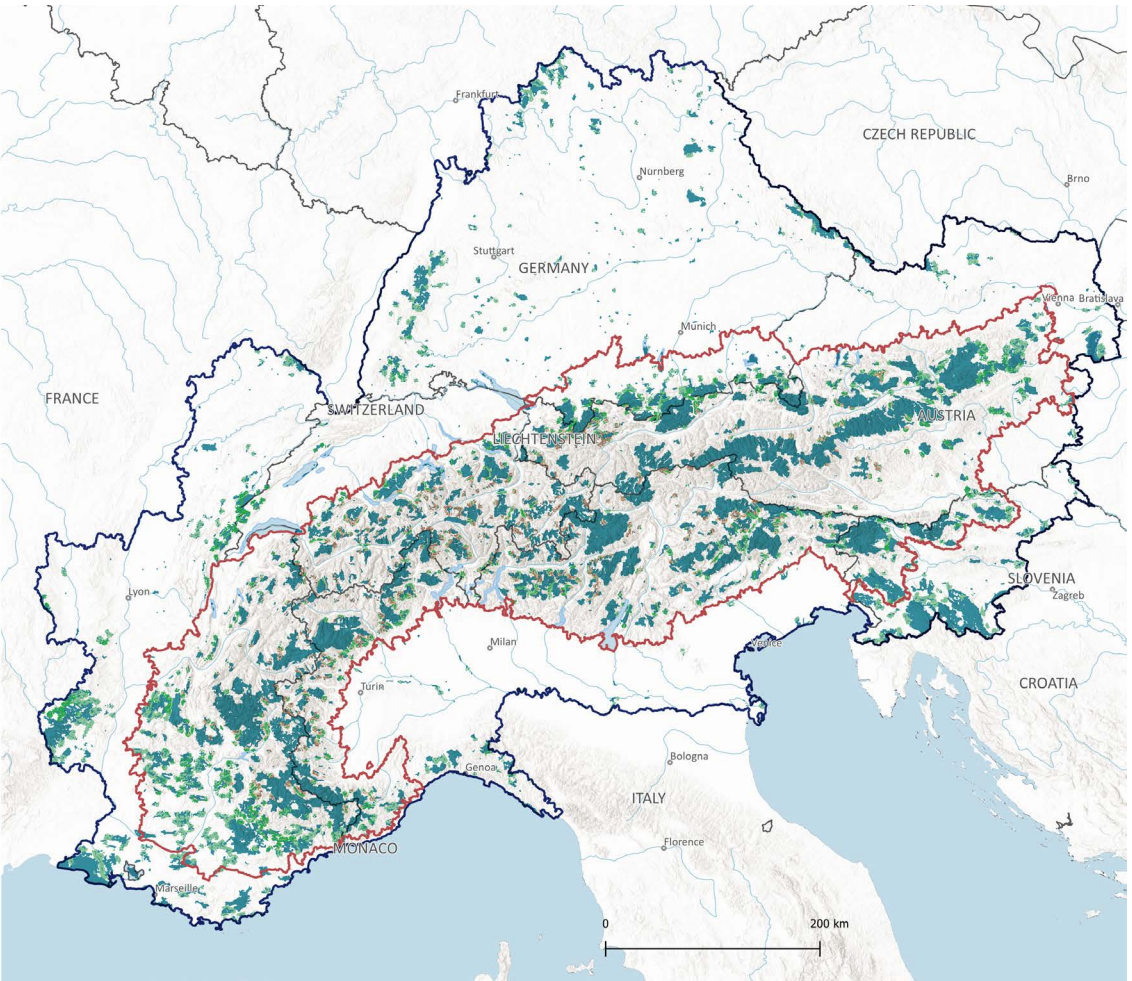 Frankfurt
CZECH REPUBLIC
Nürnberg
Brno
Stuttgart
GERMANY
Vienna
Bratislava
Munich
FRANCE
SWITZERLAND
AUSTRIA
LIECHTENSTEIN
SLOVENIA
Lyon
Zagreb
Milan
Venice
Turin
CROATIA
Bologna
Genoa
ITALY
Florence
MONACO
Marseille
0
200 km